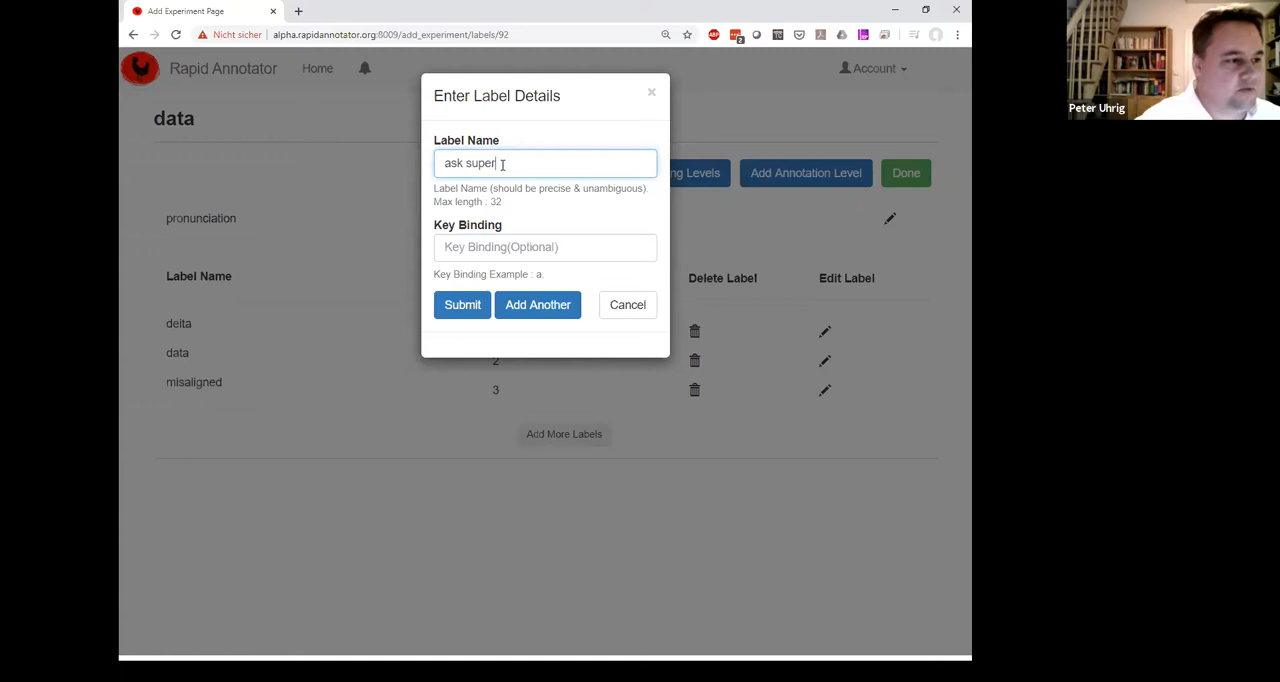 Add Experiment Page
Nicht sicher
alpha.rapidannotator.org:8009/add_experiment/labels/92
Rapid Annotator
Home
Account
data
Enter Label Details
×
Label Name
ask super
Label Name (should be precise & unambiguous).
Max length : 32
Key Binding
Key Binding(Optional)
Key Binding Example : a.
Submit
Add Another
Cancel
ng Levels
Add Annotation Level
Done
pronunciation
Label Name
Delete Label
Edit Label
deita
data
2
misaligned
3
Add More Labels
Peter Uhrig